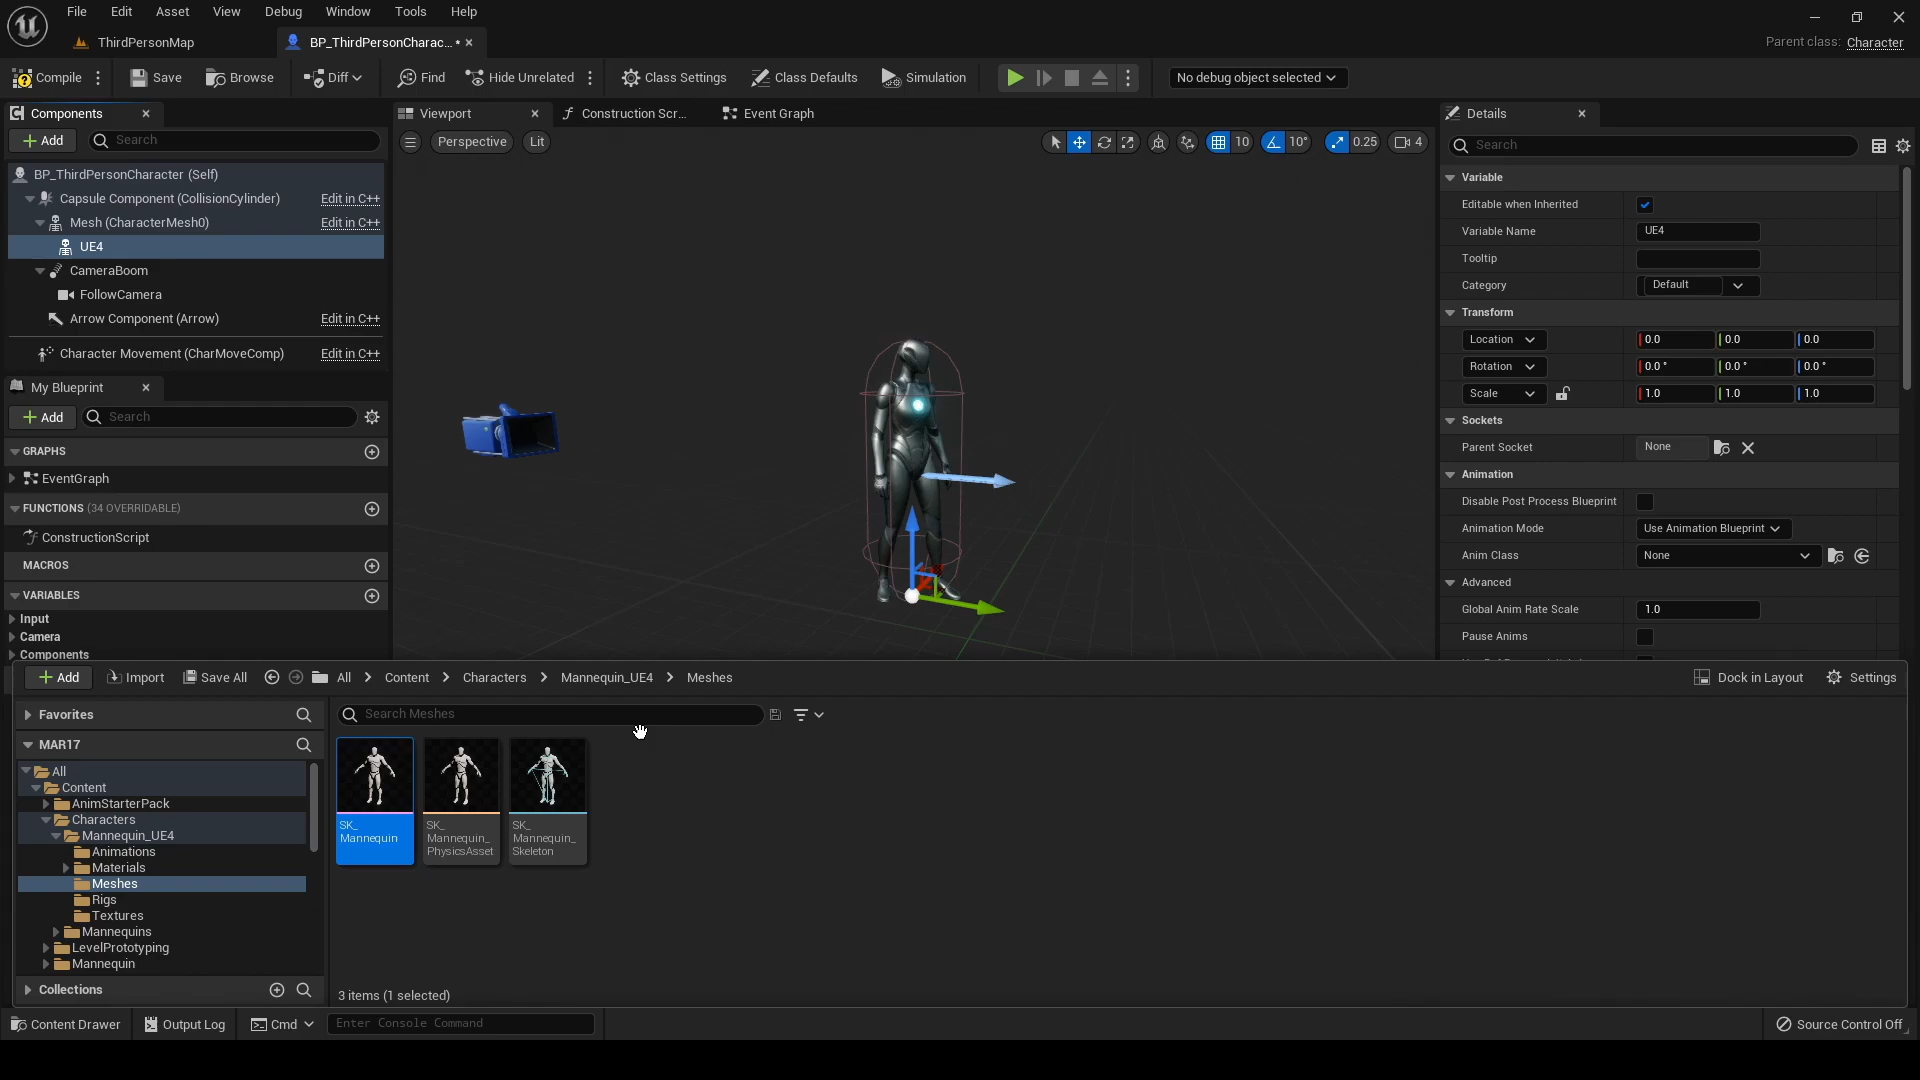 File Edit Asset View Debug Window Tools Help
ThirdPersonMap
BP_ThirdPersonCharac... *
Parent class: Character
Compile
Save
Browse
Diff
Find
Hide Unrelated
Class Settings
Class Defaults
Simulation
No debug object selected
Components
Add
Search
BP_ThirdPersonCharacter (Self)
Capsule Component (CollisionCylinder) Edit in C++
Mesh (CharacterMesh0) Edit in C++
UE4
CameraBoom
FollowCamera
Arrow Component (Arrow) Edit in C++
Character Movement (CharMoveComp) Edit in C++
My Blueprint
Add
Search
GRAPHS
EventGraph
FUNCTIONS (34 OVERRIDABLE)
ConstructionScript
MACROS
VARIABLES
Input
Camera
Components
Viewport
Construction Scr...
Event Graph
Perspective
Lit
10
10°
0.25
4
Details
Search
Variable
Editable when Inherited
Variable Name UE4
Tooltip
Category Default
Transform
Location 0.0 0.0 0.0
Rotation 0.0 ° 0.0 ° 0.0 °
Scale 1.0 1.0 1.0
Sockets
Parent Socket None
Animation
Disable Post Process Blueprint
Animation Mode Use Animation Blueprint
Anim Class None
Advanced
Global Anim Rate Scale 1.0
Pause Anims
Add
Import
Save All
All > Content > Characters > Mannequin_UE4 > Meshes
Dock in Layout
Settings
Favorites
MAR17
All
Content
AnimStarterPack
Characters
Mannequin_UE4
Animations
Materials
Meshes
Rigs
Textures
Mannequins
LevelPrototyping
Mannequin
Collections
Search Meshes
SK_
Mannequin
SK_
Mannequin_
PhysicsAsset
SK_
Mannequin_
Skeleton
3 items (1 selected)
Content Drawer
Output Log
Cmd
Enter Console Command
Source Control Off